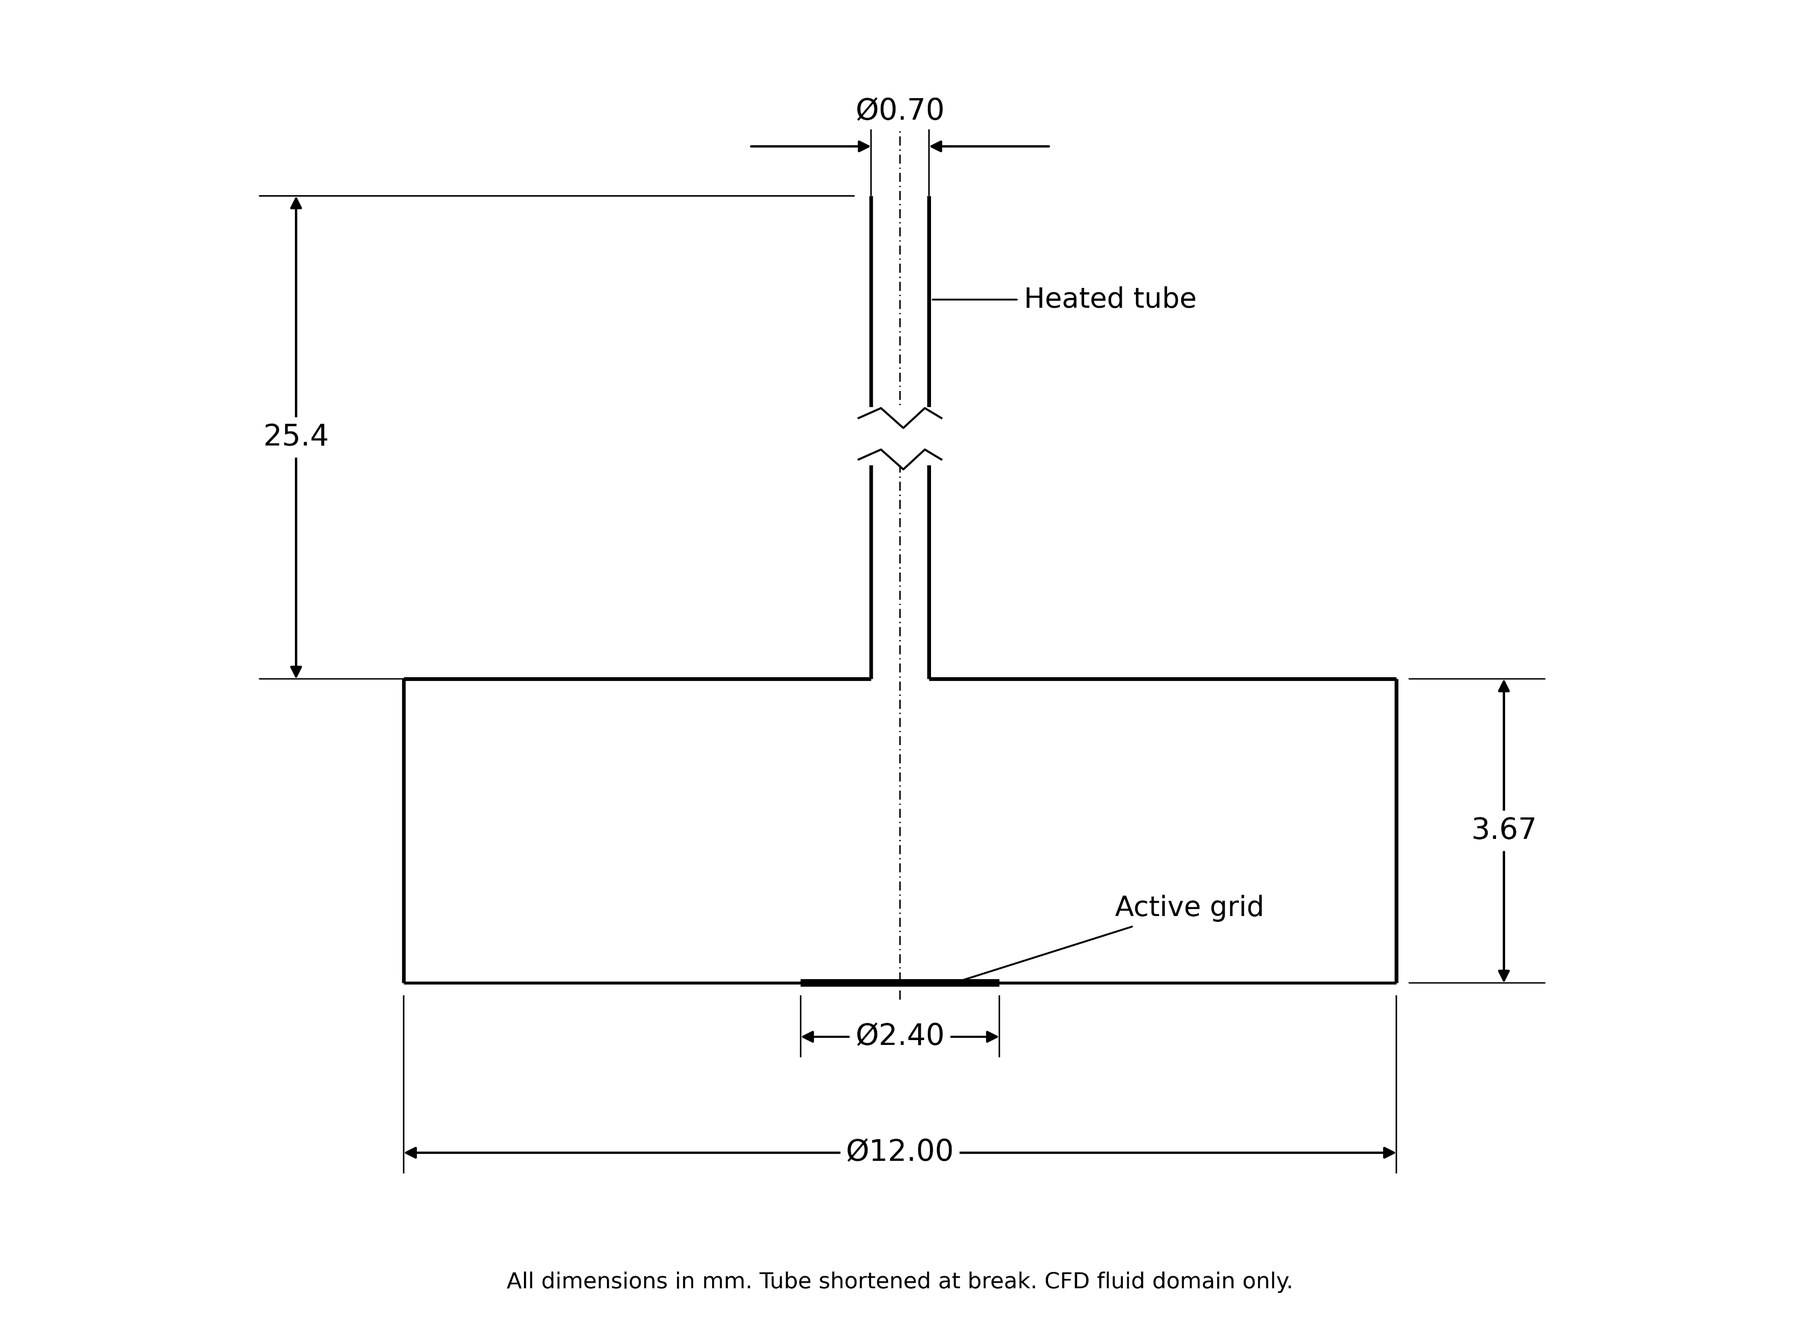 Ø0.70
Heated tube
25.4
3.67
Active grid
Ø2.40
Ø12.00
All dimensions in mm. Tube shortened at break. CFD fluid domain only.